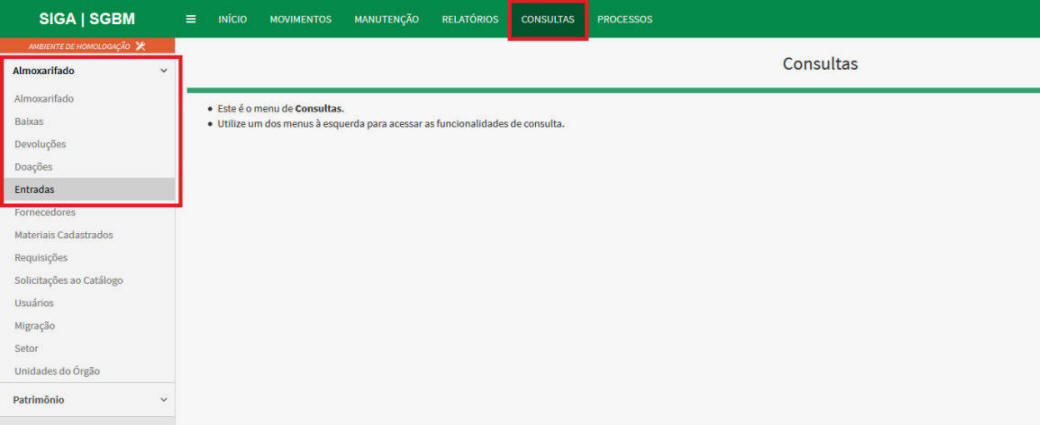 SIGA | SGBM
INÍCIO MOVIMENTOS MANUTENÇÃO RELATÓRIOS CONSULTAS PROCESSOS
AMBIENTE DE HOMOLOGAÇÃO
Almoxarifado
Almoxarifado
Baixas
Devoluções
Doações
Entradas
Fornecedores
Materiais Cadastrados
Requisições
Solicitações ao Catálogo
Usuários
Migração
Setor
Unidades do Órgão
Patrimônio
Consultas
• Este é o menu de Consultas.
• Utilize um dos menus à esquerda para acessar as funcionalidades de consulta.